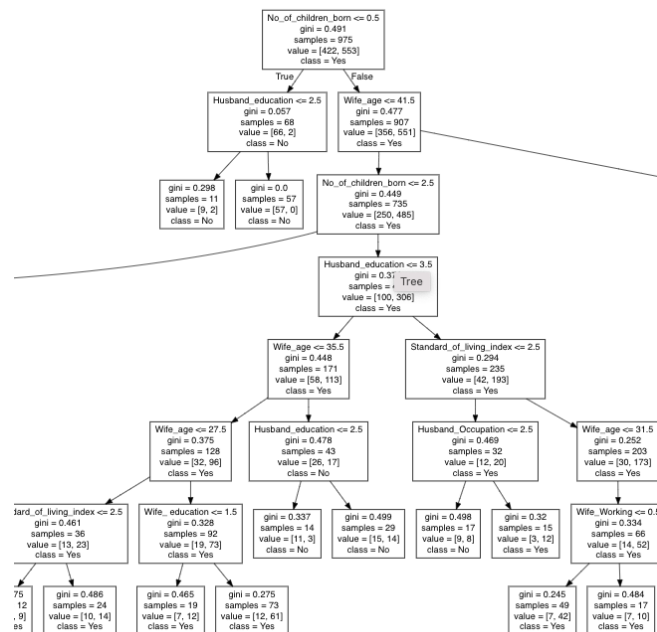 No_of_children_born <= 0.5
gini = 0.491
samples = 975
value = [422, 553]
class = Yes
True
False
Husband_education <= 2.5
gini = 0.057
samples = 68
value = [66, 2]
class = No
Wife_age <= 41.5
gini = 0.477
samples = 907
value = [356, 551]
class = Yes
gini = 0.298
samples = 11
value = [9, 2]
class = No
gini = 0.0
samples = 57
value = [57, 0]
class = No
No_of_children_born <= 2.5
gini = 0.449
samples = 735
value = [250, 485]
class = Yes
Husband_education <= 3.5
gini = 0.37
samples =
value = [100, 306]
class = Yes
Tree
Wife_age <= 35.5
gini = 0.448
samples = 171
value = [58, 113]
class = Yes
Standard_of_living_index <= 2.5
gini = 0.294
samples = 235
value = [42, 193]
class = Yes
Wife_age <= 27.5
gini = 0.375
samples = 128
value = [32, 96]
class = Yes
Husband_education <= 2.5
gini = 0.478
samples = 43
value = [26, 17]
class = No
Husband_Occupation <= 2.5
gini = 0.469
samples = 32
value = [12, 20]
class = Yes
Wife_age <= 31.5
gini = 0.252
samples = 203
value = [30, 173]
class = Yes
dard_of_living_index <= 2.5
gini = 0.461
samples = 36
value = [13, 23]
class = Yes
Wife_ education <= 1.5
gini = 0.328
samples = 92
value = [19, 73]
class = Yes
gini = 0.337
samples = 14
value = [11, 3]
class = No
gini = 0.499
samples = 29
value = [15, 14]
class = No
gini = 0.498
samples = 17
value = [9, 8]
class = No
gini = 0.32
samples = 15
value = [3, 12]
class = Yes
Wife_Working <= 0.5
gini = 0.334
samples = 66
value = [14, 52]
class = Yes
75
12
, 9]
gini = 0.486
samples = 24
value = [10, 14]
class = Yes
gini = 0.465
samples = 19
value = [7, 12]
class = Yes
gini = 0.275
samples = 73
value = [12, 61]
class = Yes
gini = 0.245
samples = 49
value = [7, 42]
class = Yes
gini = 0.484
samples = 17
value = [7, 10]
class = Yes